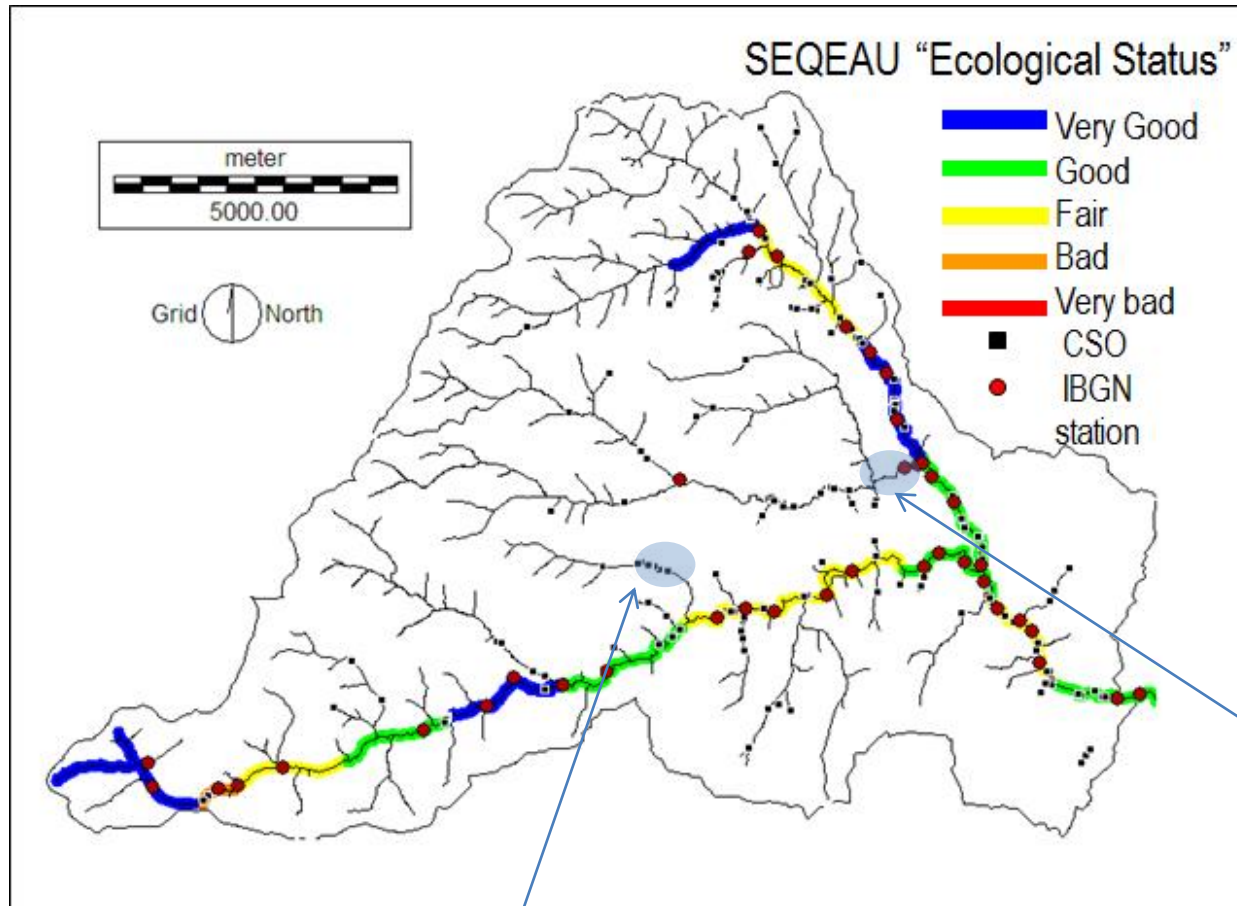 SEQEAU “Ecological Status”
Very Good
Good
Fair
Bad
Very bad
CSO
IBGN
station
meter
5000.00
Grid North